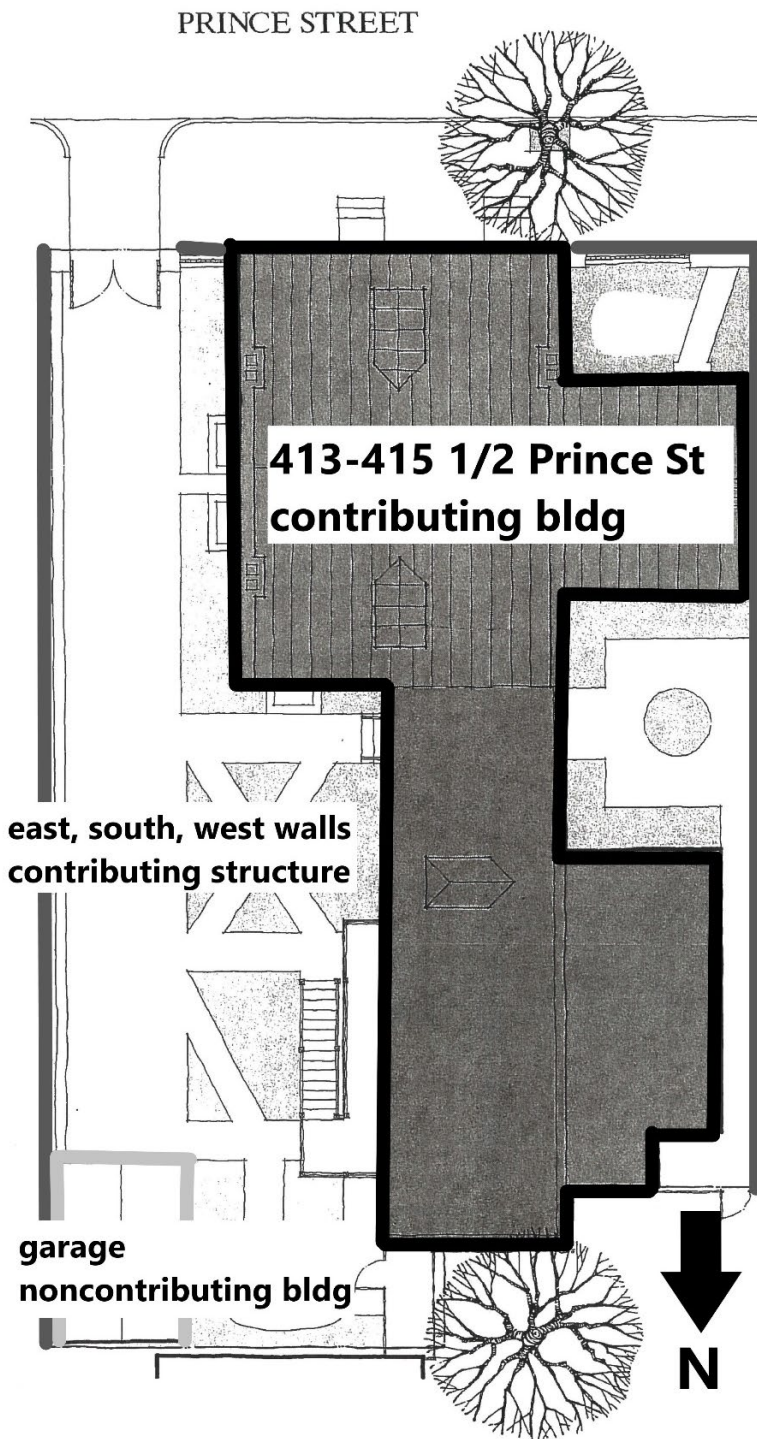 PRINCE STREET
413-415 1/2 Prince St
contributing bldg
east, south, west walls
contributing structure
garage
noncontributing bldg
N